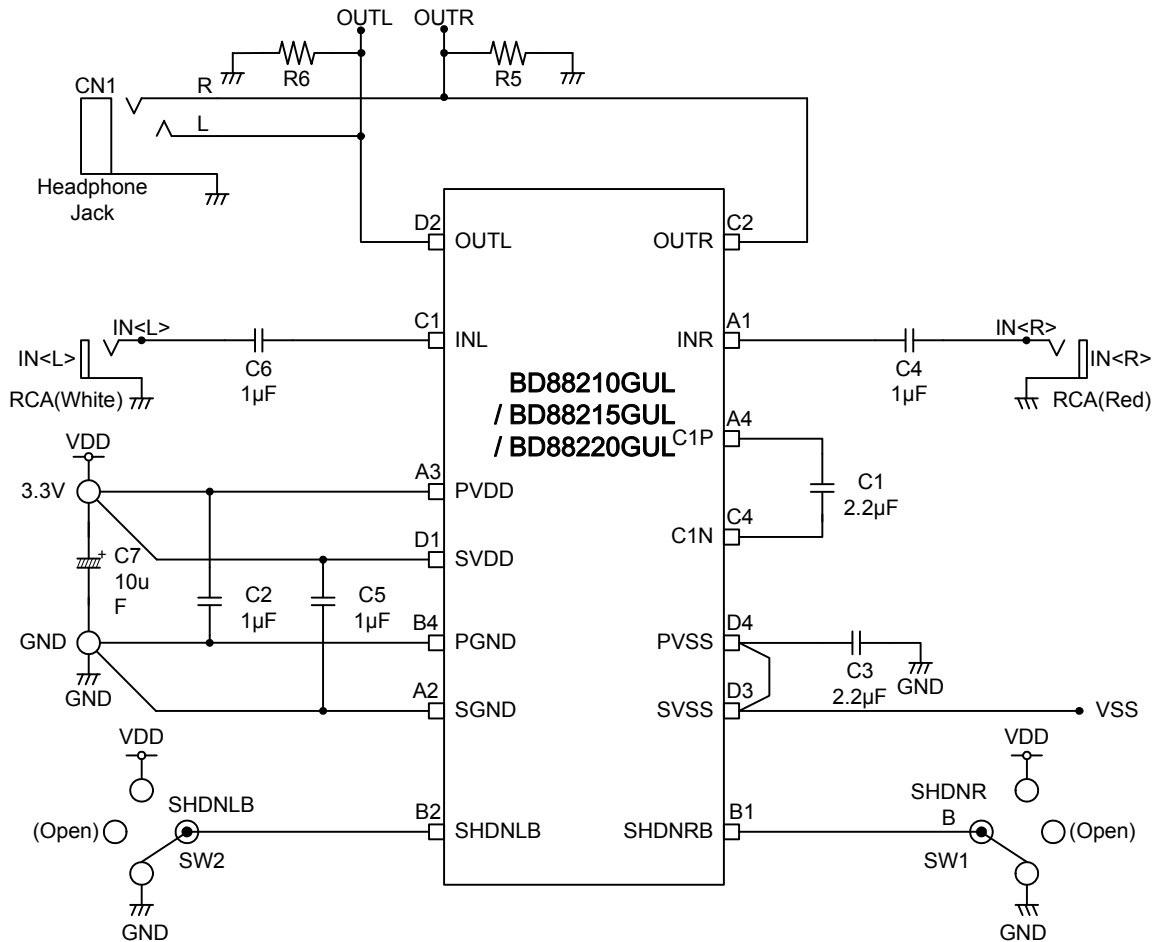 OUTL OUTR
R6 R5
CN1 R
L
Headphone
Jack
D2 C2
OUTL OUTR
IN<L> C1 A1 IN<R>
IN<L> INL INR IN<R>
C6 C4
1µF 1µF
RCA(White) RCA(Red)
BD88210GUL
/ BD88215GUL
/ BD88220GUL
VDD A4
C1P
3.3V A3
PVDD C1
2.2µF
D1 C4
SVDD C1N
C7
+
10u
F
C2 C5
1µF 1µF
B4 D4
GND PGND PVSS
C3
2.2µF
GND GND
A2 D3
SGND SVSS VSS
VDD VDD
SHDNLB SHDNR
B
(Open) B2 B1 (Open)
SHDNLB SHDNRB
SW2 SW1
GND GND